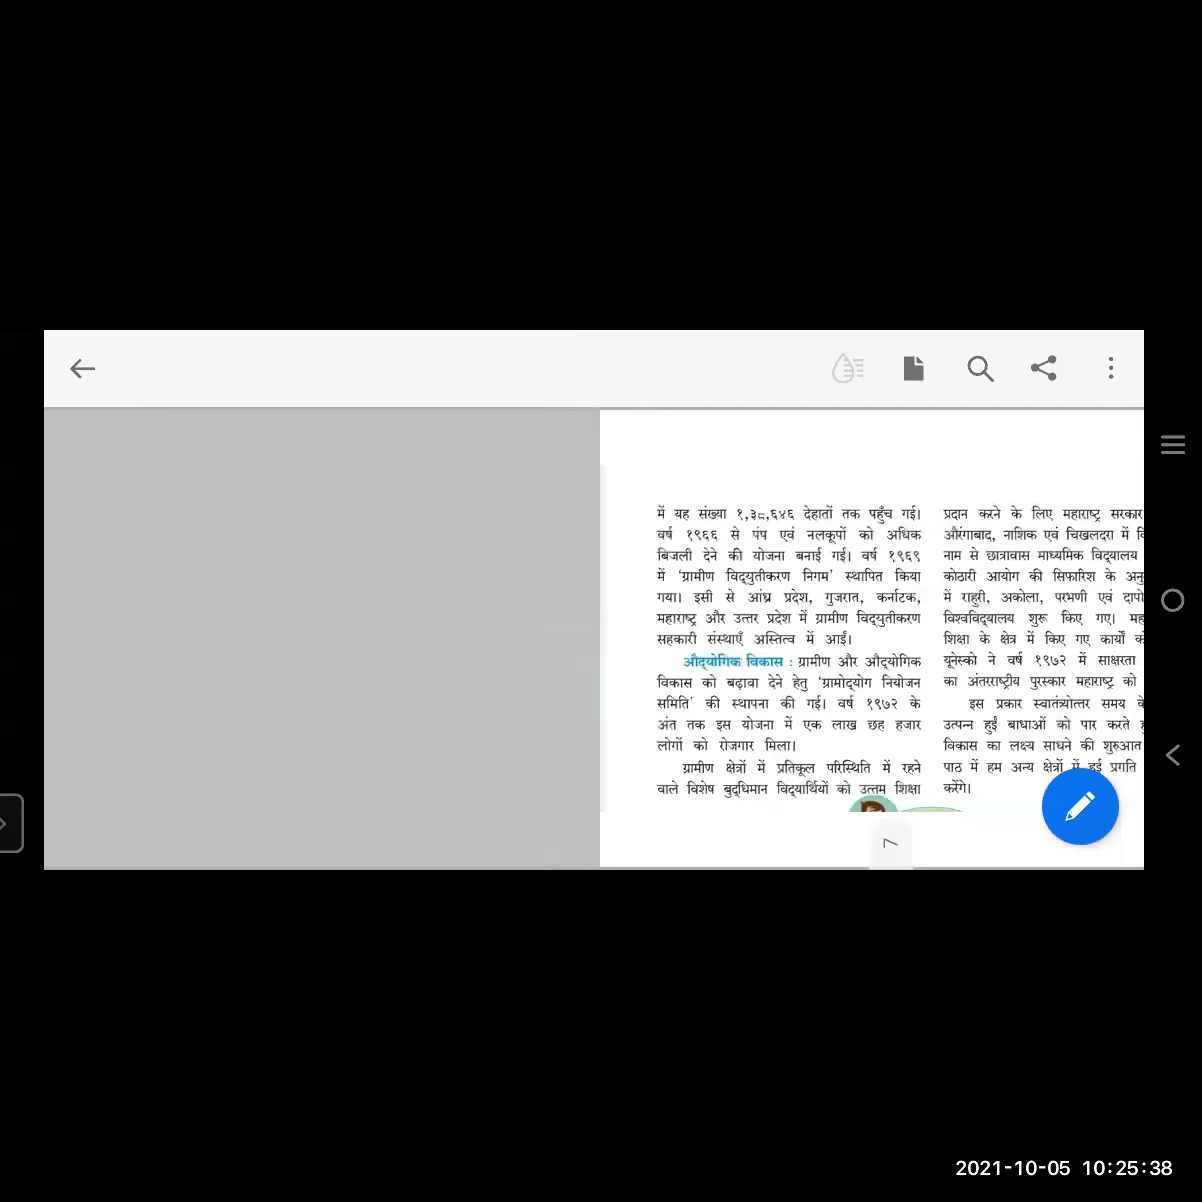 में यह संख्या १,३८,६४६ देहातों तक पहुँच गई।
वर्ष १९६६ से पंप एवं नलकूपों को अधिक
बिजली देने की योजना बनाई गई। वर्ष १९६९
में ‘ग्रामीण विद्‍युतीकरण निगम’ स्थापित किया
गया। इसी से आंध्र प्रदेश, गुजरात, कर्नाटक,
महाराष्ट्र और उत्तर प्रदेश में ग्रामीण विद्‍युतीकरण
सहकारी संस्थाएँ अस्तित्व में आईं।
औद्‍योगिक विकास : ग्रामीण और औद्‍योगिक
विकास को बढ़ावा देने हेतु ‘ग्रामोद्‍योग नियोजन
समिति’ की स्थापना की गई। वर्ष १९७२ के
अंत तक इस योजना में एक लाख छह हजार
लोगों को रोजगार मिला।
ग्रामीण क्षेत्रों में प्रतिकूल परिस्थिति में रहने
वाले विशेष बुद्‍धिमान विद्‍यार्थियों को उत्तम शिक्षा
प्रदान करने के लिए महाराष्ट्र सरकार
औरंगाबाद, नाशिक एवं चिखलदरा में
नाम से छात्रावास माध्यमिक विद्‍यालय
कोठारी आयोग की सिफारिश के
में राहुरी, अकोला, परभणी एवं
विश्वविद्‍यालय शुरू किए गए।
शिक्षा के क्षेत्र में किए गए कार्यों
यूनेस्को ने वर्ष १९७२ में साक्षरता
का अंतरराष्ट्रीय पुरस्कार महाराष्ट्र को
इस प्रकार स्वातंत्र्योत्तर समय
उत्पन्न हुईं बाधाओं को पार करते
विकास का लक्ष्य साधने की शुरुआत
पाठ में हम अन्य क्षेत्रों में हुई प्रगति
करेंगे।
7
2021-10-05 10:25:38